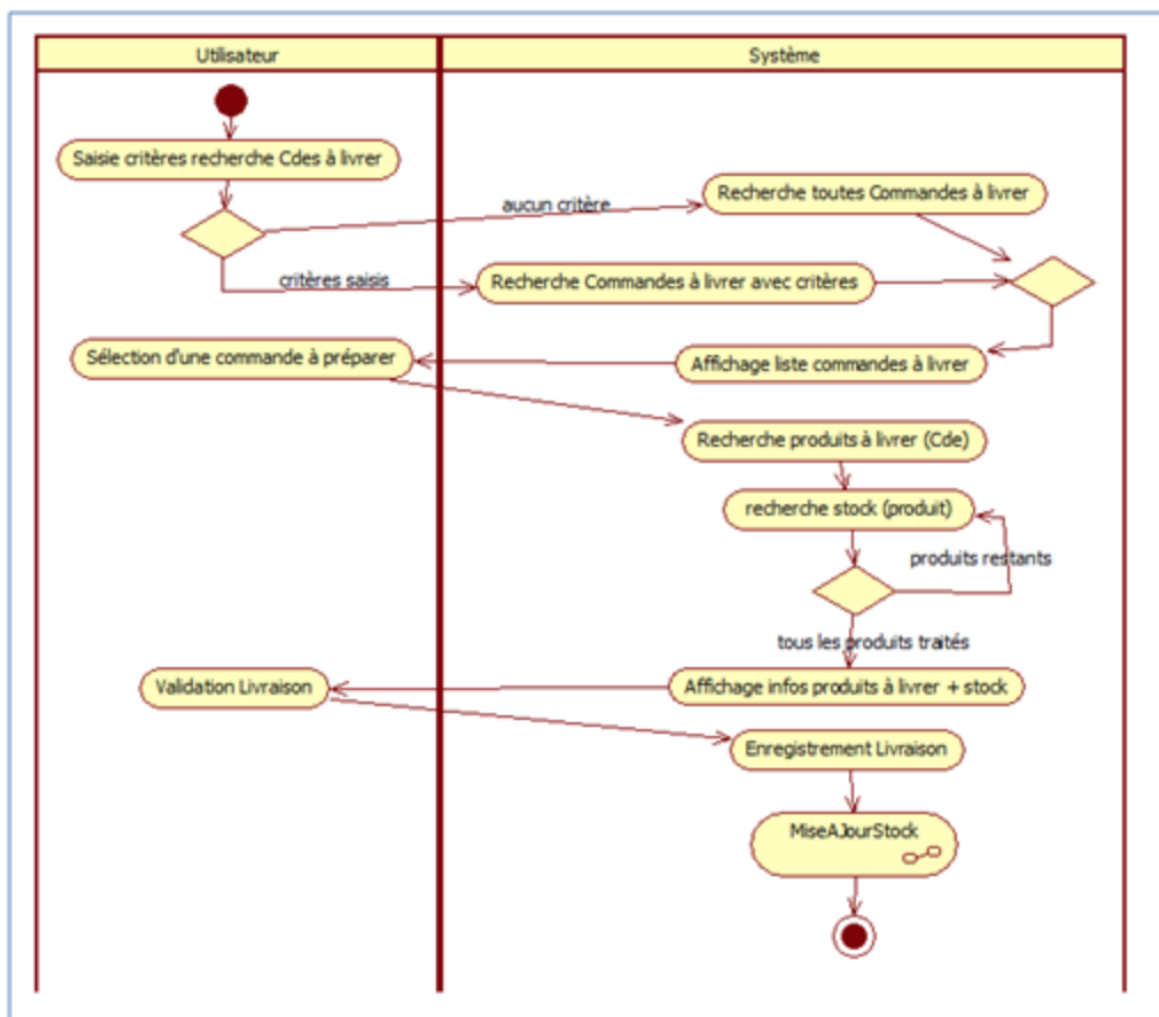 Utilisateur
Système
Saisie critères recherche Cdes à livrer
Recherche toutes Commandes à livrer
aucun critère
critères saisis
Recherche Commandes à livrer avec critères
Sélection d'une commande à préparer
Affichage liste commandes à livrer
Recherche produits à livrer (Cde)
recherche stock (produit)
produits restants
tous les produits traités
Validation Livraison
Affichage infos produits à livrer + stock
Enregistrement Livraison
MiseAJourStock